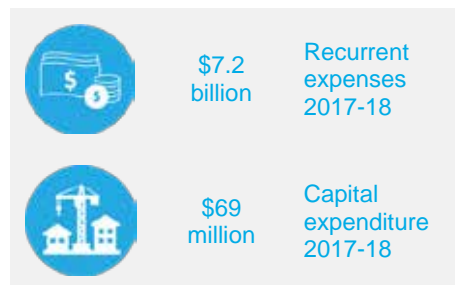 $7.2
billion
Recurrent
expenses
2017-18
$69
million
Capital
expenditure
2017-18